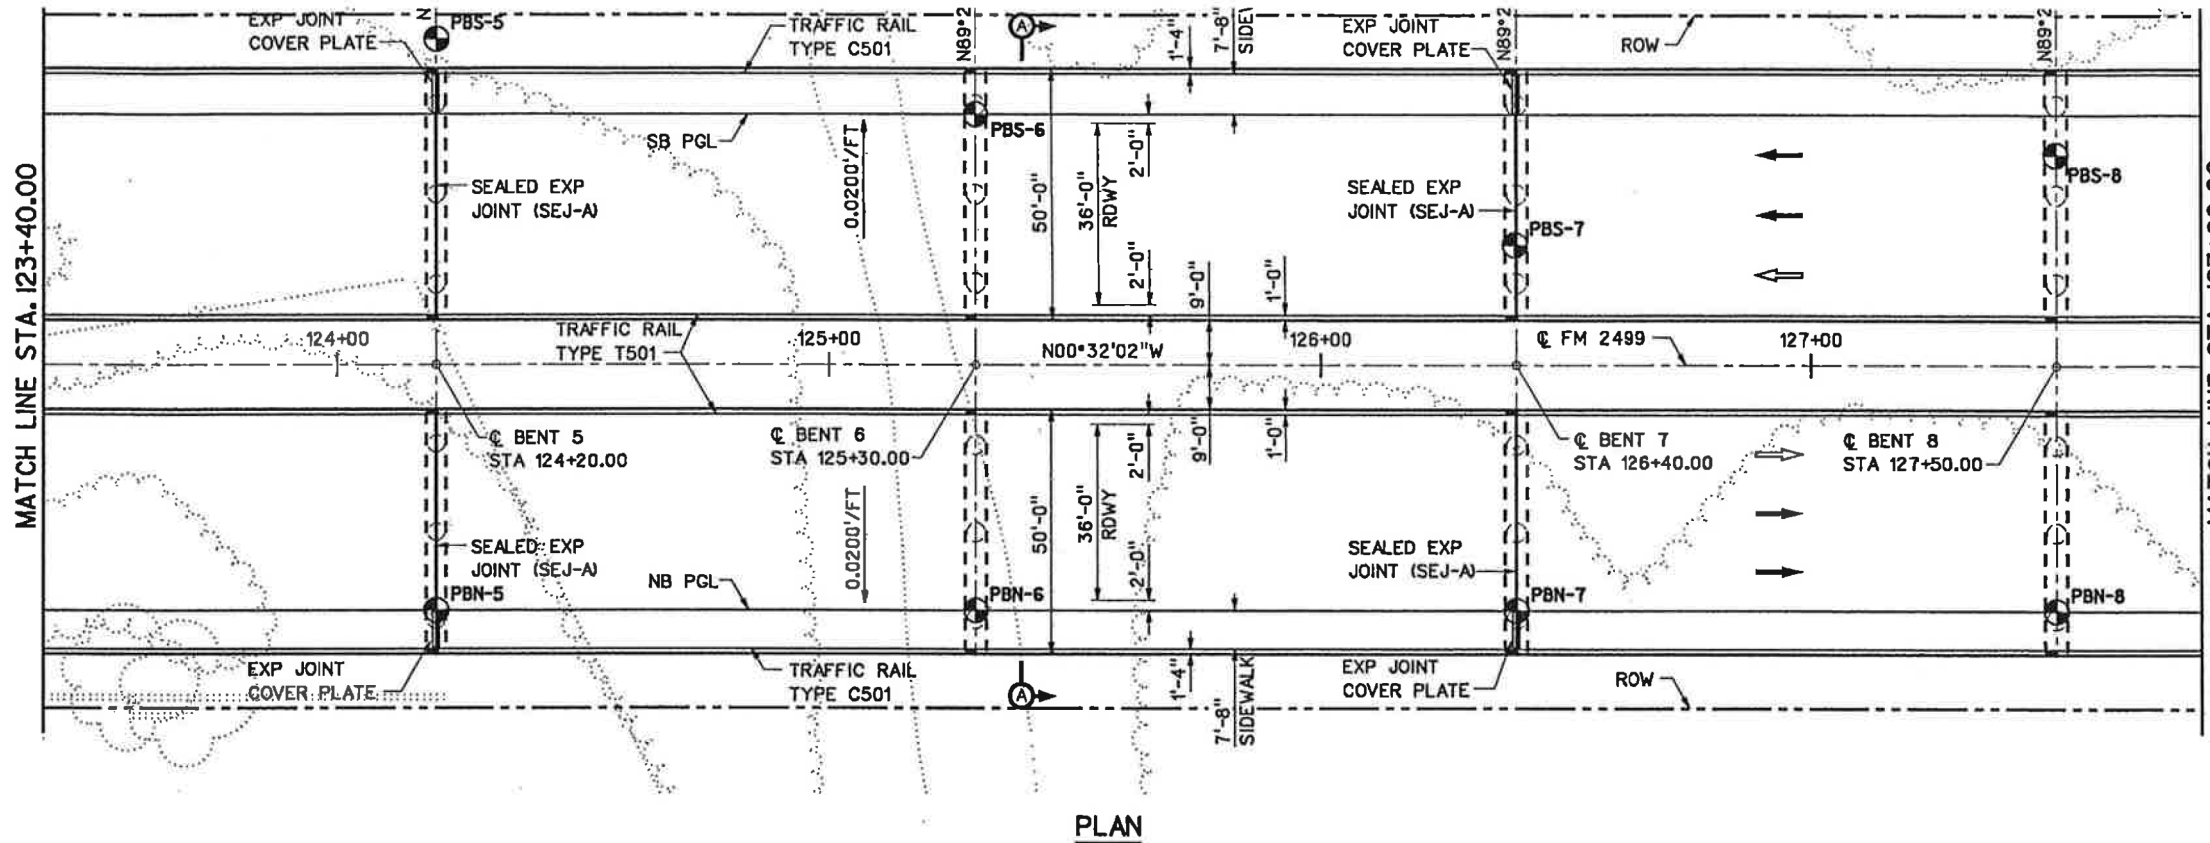 EXP JOINT
COVER PLATE
N
PBS-5
TRAFFIC RAIL
TYPE C501
N89°2
A
1'-4"
7'-8"
EXP JOINT
COVER PLATE
N89°2
ROW
N89°2
MATCH LINE STA. 123+40.00
SB PGL
0.0200'/FT
PBS-6
50'-0"
36'-0"
RDWY
2'-0"
2'-0"
SEALED EXP
JOINT (SEJ-A)
SEALED EXP
JOINT (SEJ-A)
PBS-7
PBS-8
9'-0"
1'-0"
124+00
TRAFFIC RAIL
TYPE T501
125+00
N00°32'02"W
126+00
℄ FM 2499
127+00
℄ BENT 5
STA 124+20.00
℄ BENT 6
STA 125+30.00
℄ BENT 7
STA 126+40.00
℄ BENT 8
STA 127+50.00
9'-0"
1'-0"
0.0200'/FT
50'-0"
36'-0"
RDWY
2'-0"
2'-0"
SEALED EXP
JOINT (SEJ-A)
SEALED EXP
JOINT (SEJ-A)
NB PGL
PBN-5
PBN-6
PBN-7
PBN-8
EXP JOINT
COVER PLATE
TRAFFIC RAIL
TYPE C501
A
1'-4"
7'-8"
SIDEWALK
EXP JOINT
COVER PLATE
ROW
PLAN